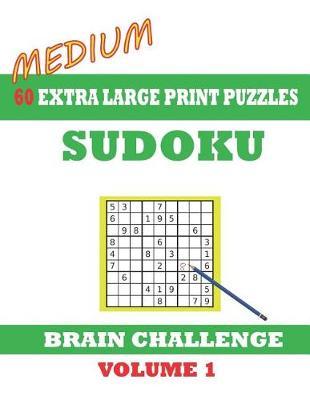 MEDIUM
60 EXTRA LARGE PRINT PUZZLES
SUDOKU
5 3 7
6 1 9 5
9 8 6
8 6 3
4 8 3 1
7 2 6
6 2 8
4 1 9 5
8 7 9
BRAIN CHALLENGE
VOLUME 1